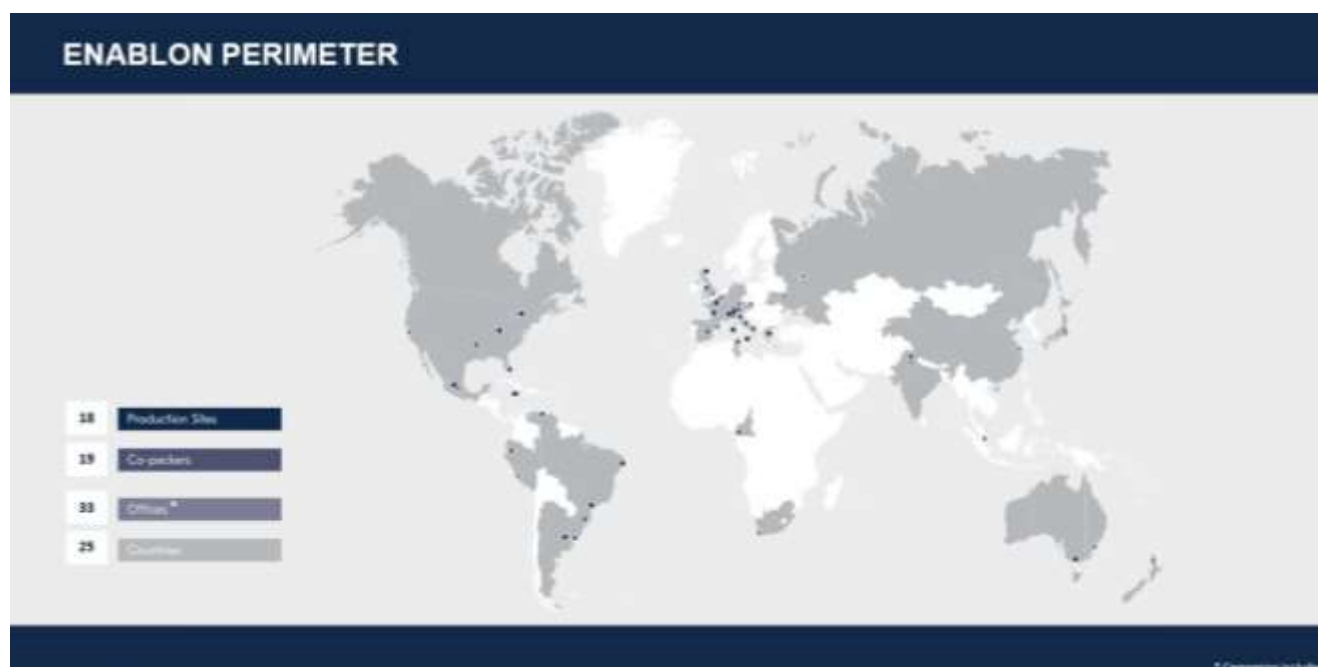 ENABLON PERIMETER
18 Production Sites
19 Co-packers
33 Offices *
25 Countries